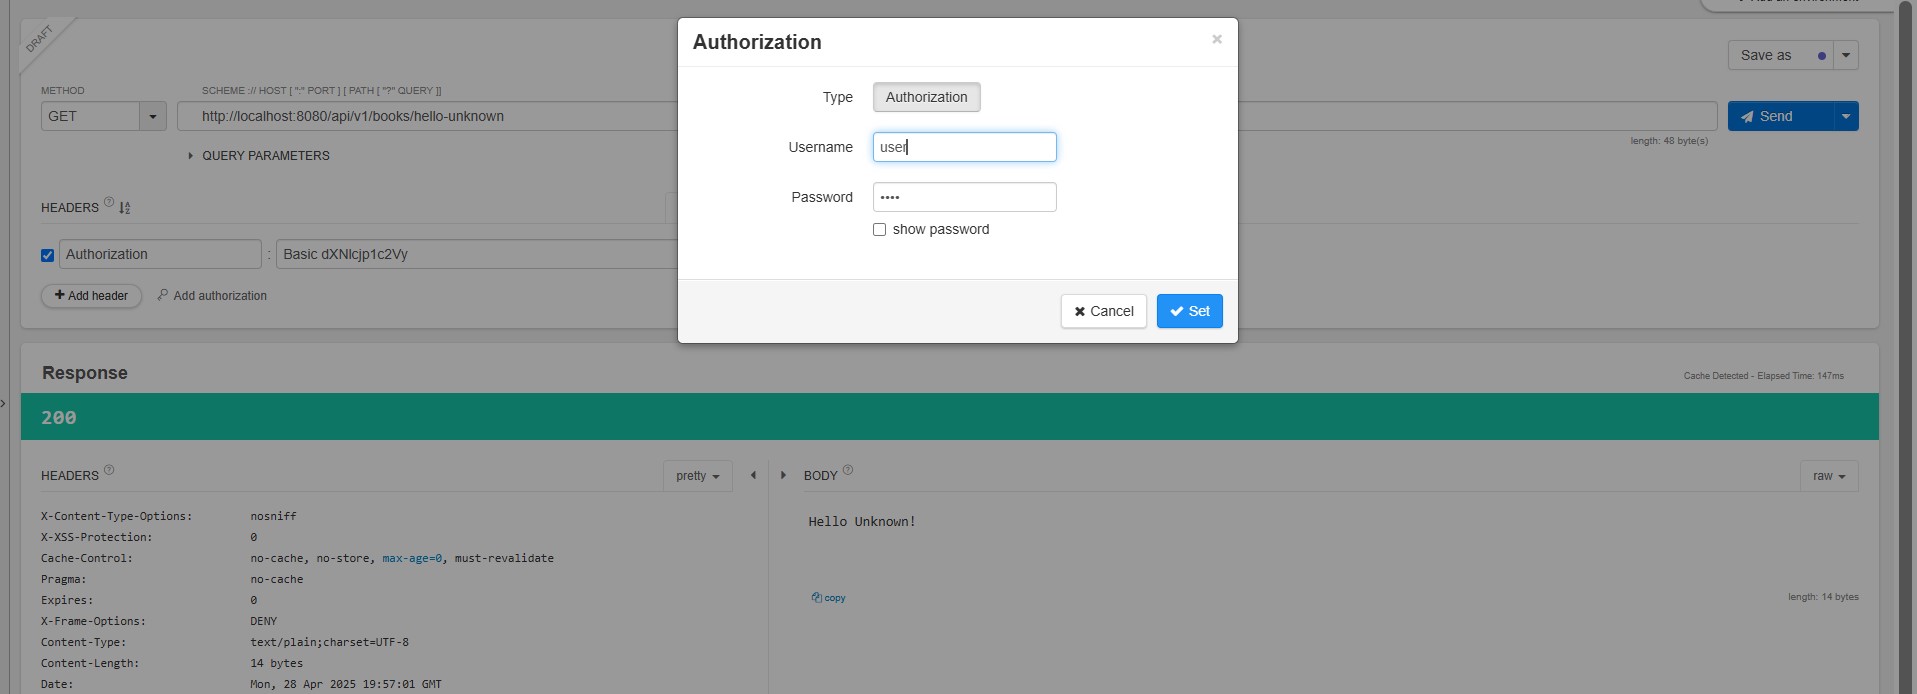 Add an environment
DRAFT
Authorization
×
Save as
METHOD
SCHEME :// HOST [ ":" PORT ] [ PATH [ "?" QUERY ]]
Type
Authorization
GET
http://localhost:8080/api/v1/books/hello-unknown
Send
length: 48 byte(s)
Username
user
QUERY PARAMETERS
Password
••••
HEADERS ?
show password
Authorization
:
Basic dXNlcjp1c2Vy
Add header
Add authorization
Cancel
Set
Response
Cache Detected - Elapsed Time: 147ms
200
HEADERS ?
pretty
BODY ?
raw
X-Content-Type-Options: nosniff
X-XSS-Protection: 0
Cache-Control: no-cache, no-store, max-age=0, must-revalidate
Pragma: no-cache
Expires: 0
X-Frame-Options: DENY
Content-Type: text/plain;charset=UTF-8
Content-Length: 14 bytes
Date: Mon, 28 Apr 2025 19:57:01 GMT
Hello Unknown!
copy
length: 14 bytes